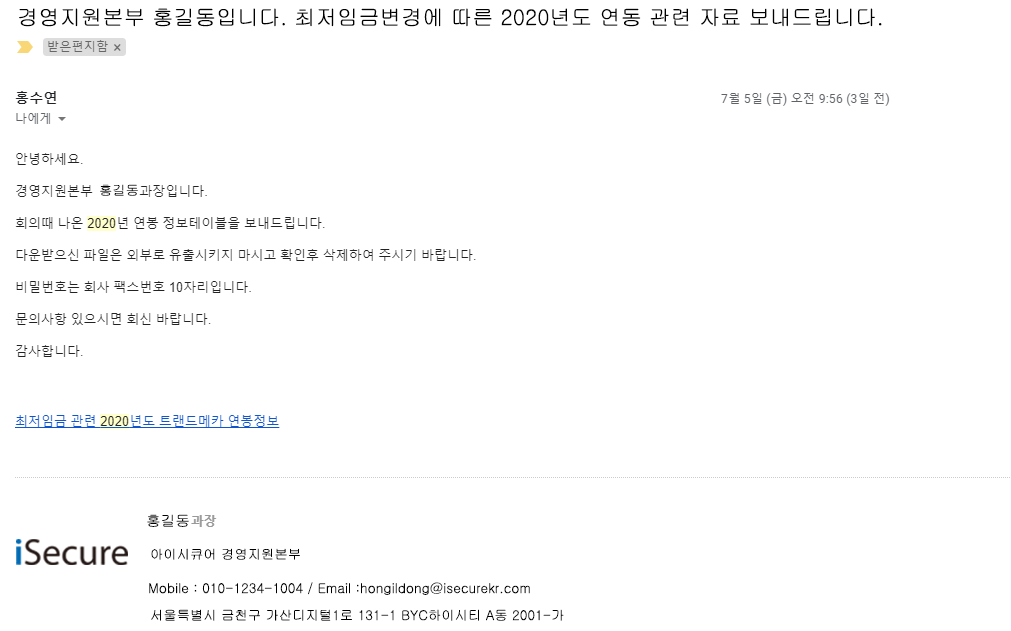 경영지원본부 홍길동입니다. 최저임금변경에 따른 2020년도 연동 관련 자료 보내드립니다.
받은편지함 ×
홍수연
7월 5일 (금) 오전 9:56 (3일 전)
나에게
안녕하세요.
경영지원본부 홍길동과장입니다.
회의때 나온 2020년 연봉 정보테이블을 보내드립니다.
다운받으신 파일은 외부로 유출시키지 마시고 확인후 삭제하여 주시기 바랍니다.
비밀번호는 회사 팩스번호 10자리입니다.
문의사항 있으시면 회신 바랍니다.
감사합니다.
최저임금 관련 2020년도 트랜드메카 연봉정보
홍길동과장
iSecure
아이시큐어 경영지원본부
Mobile : 010-1234-1004 / Email :hongildong@isecurekr.com
서울특별시 금천구 가산디지털1로 131-1 BYC하이시티 A동 2001-가